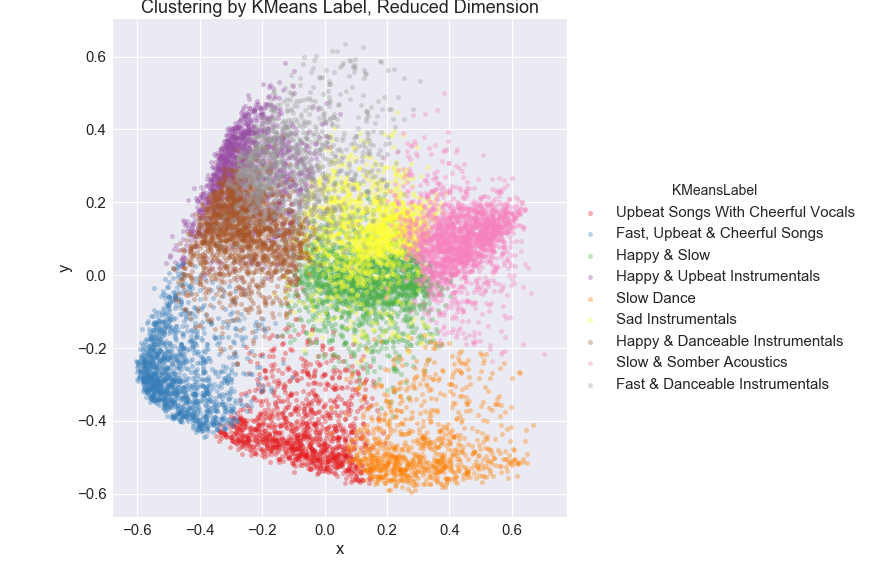 Clustering by KMeans Label, Reduced Dimension
0.6
0.4
0.2
0.0
−0.2
−0.4
−0.6
y
−0.6 −0.4 −0.2 0.0 0.2 0.4 0.6
x
KMeansLabel
Upbeat Songs With Cheerful Vocals
Fast, Upbeat & Cheerful Songs
Happy & Slow
Happy & Upbeat Instrumentals
Slow Dance
Sad Instrumentals
Happy & Danceable Instrumentals
Slow & Somber Acoustics
Fast & Danceable Instrumentals